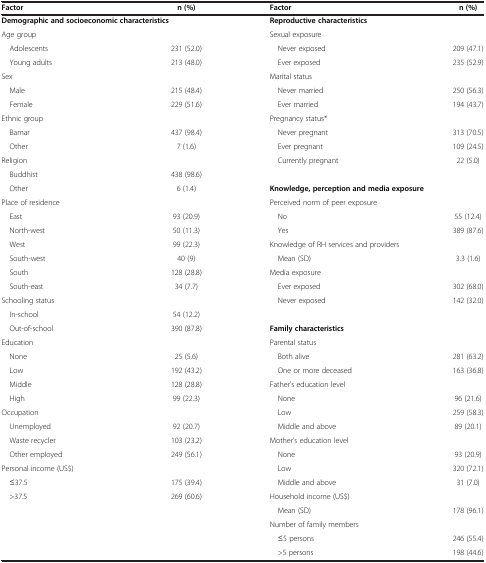 Factor n (%) Factor n (%)
Demographic and socioeconomic characteristics Reproductive characteristics
Age group Sexual exposure
Adolescents 231 (52.0) Never exposed 209 (47.1)
Young adults 213 (48.0) Ever exposed 235 (52.9)
Sex Marital status
Male 215 (48.4) Never married 250 (56.3)
Female 229 (51.6) Ever married 194 (43.7)
Ethnic group Pregnancy status*
Bamar 437 (98.4) Never pregnant 313 (70.5)
Other 7 (1.6) Ever pregnant 109 (24.5)
Religion Currently pregnant 22 (5.0)
Buddhist 438 (98.6)
Other 6 (1.4) Knowledge, perception and media exposure
Place of residence Perceived norm of peer exposure
East 93 (20.9) No 55 (12.4)
North-west 50 (11.3) Yes 389 (87.6)
West 99 (22.3) Knowledge of RH services and providers
South-west 40 (9) Mean (SD) 3.3 (1.6)
South 128 (28.8) Media exposure
South-east 34 (7.7) Ever exposed 302 (68.0)
Schooling status Never exposed 142 (32.0)
In-school 54 (12.2)
Out-of-school 390 (87.8) Family characteristics
Education Parental status
None 25 (5.6) Both alive 281 (63.2)
Low 192 (43.2) One or more deceased 163 (36.8)
Middle 128 (28.8) Father's education level
High 99 (22.3) None 96 (21.6)
Occupation Low 259 (58.3)
Unemployed 92 (20.7) Middle and above 89 (20.1)
Waste recycler 103 (23.2) Mother's education level
Other employed 249 (56.1) None 93 (20.9)
Personal income (US$) Low 320 (72.1)
≤37.5 175 (39.4) Middle and above 31 (7.0)
>37.5 269 (60.6) Household income (US$)
Mean (SD) 178 (96.1)
Number of family members
≤5 persons 246 (55.4)
>5 persons 198 (44.6)